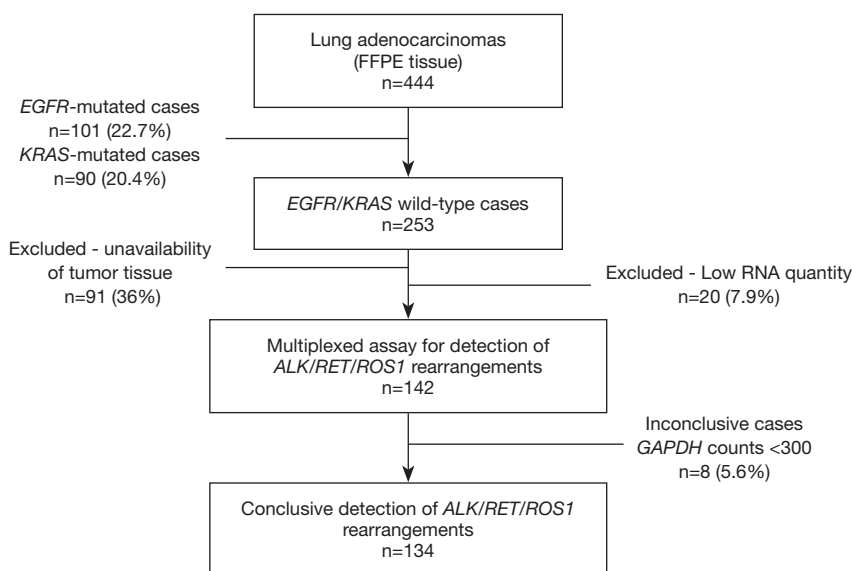 Lung adenocarcinomas
(FFPE tissue)
n=444
EGFR-mutated cases
n=101 (22.7%)
KRAS-mutated cases
n=90 (20.4%)
EGFR/KRAS wild-type cases
n=253
Excluded - unavailability
of tumor tissue
n=91 (36%)
Excluded - Low RNA quantity
n=20 (7.9%)
Multiplexed assay for detection of
ALK/RET/ROS1 rearrangements
n=142
Inconclusive cases
GAPDH counts <300
n=8 (5.6%)
Conclusive detection of ALK/RET/ROS1
rearrangements
n=134